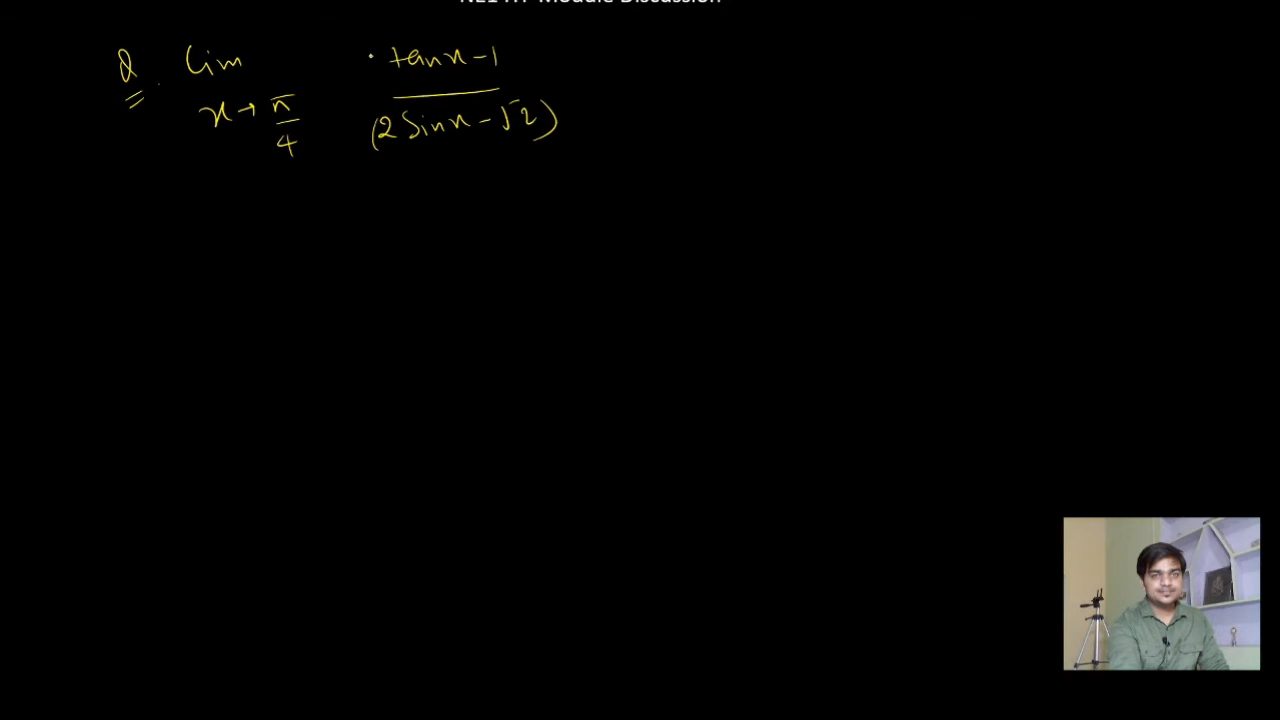 Q lim x→π/4 tanx-1 / (2 Sinx - √2)